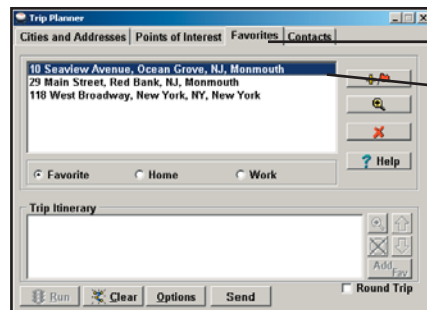 Trip Planner
Cities and Addresses Points of Interest Favorites Contacts
10 Seaview Avenue, Ocean Grove, NJ, Monmouth
29 Main Street, Red Bank, NJ, Monmouth
118 West Broadway, New York, NY, New York
? Help
Favorite Home Work
Trip Itinerary
Add Fav
Run Clear Options Send Round Trip